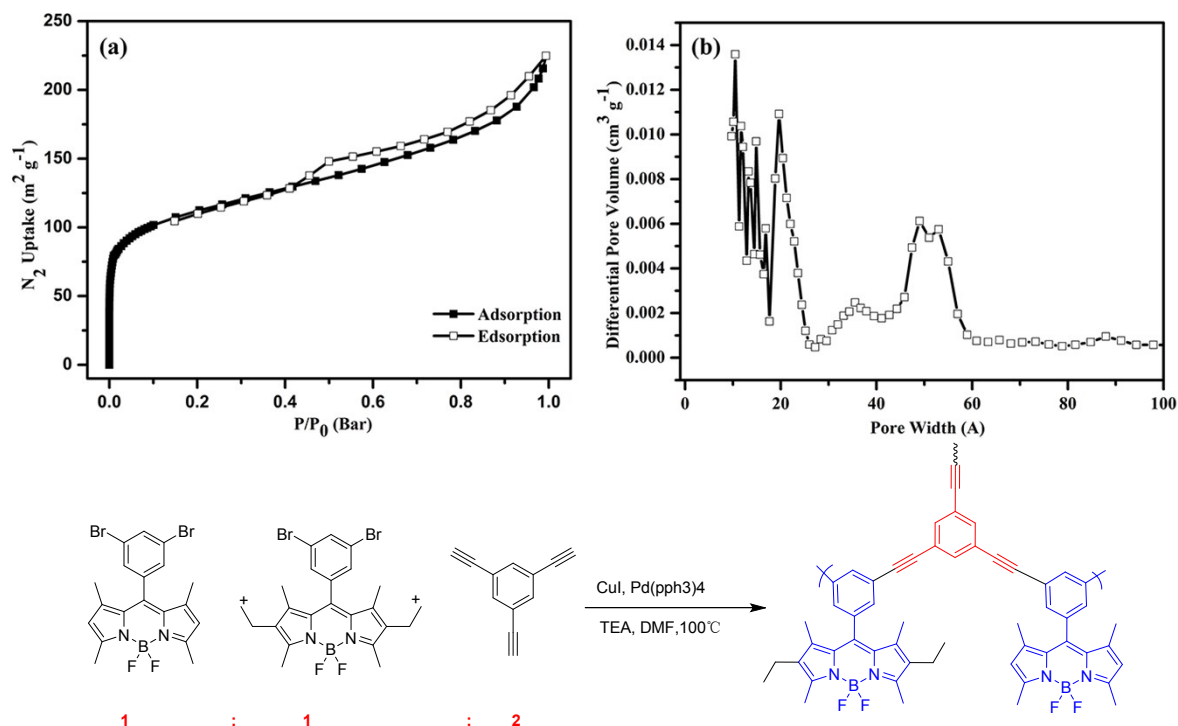 (a)
250
200
150
100
50
0
N2 Uptake (m2 g-1)
Adsorption
Edsorption
0.0 0.2 0.4 0.6 0.8 1.0
P/P0 (Bar)
(b)
0.014
0.012
0.010
0.008
0.006
0.004
0.002
0.000
Differential Pore Volume (cm3 g-1)
0 20 40 60 80 100
Pore Width (A)
Br Br
N N
B
F F
+
Br Br
+
N N
B
F F
CuI, Pd(pph3)4
TEA, DMF,100℃
N N
B
F F
N N
B
F F
1 : 1 : 2